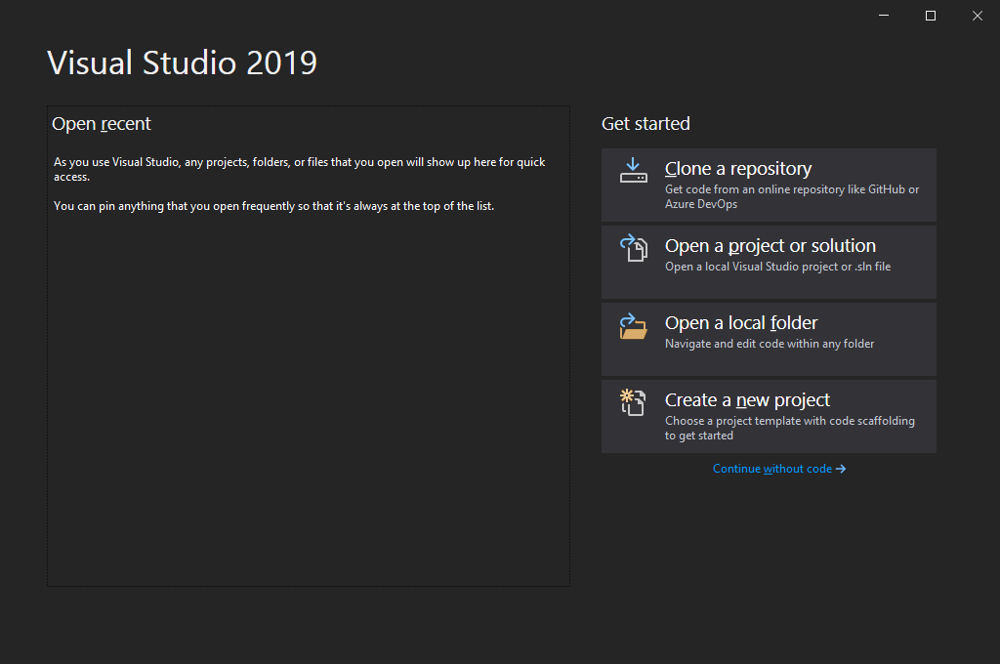 Visual Studio 2019
Open recent
As you use Visual Studio, any projects, folders, or files that you open will show up here for quick
access.
You can pin anything that you open frequently so that it's always at the top of the list.
Get started
Clone a repository
Get code from an online repository like GitHub or
Azure DevOps
Open a project or solution
Open a local Visual Studio project or .sln file
Open a local folder
Navigate and edit code within any folder
Create a new project
Choose a project template with code scaffolding
to get started
Continue without code →